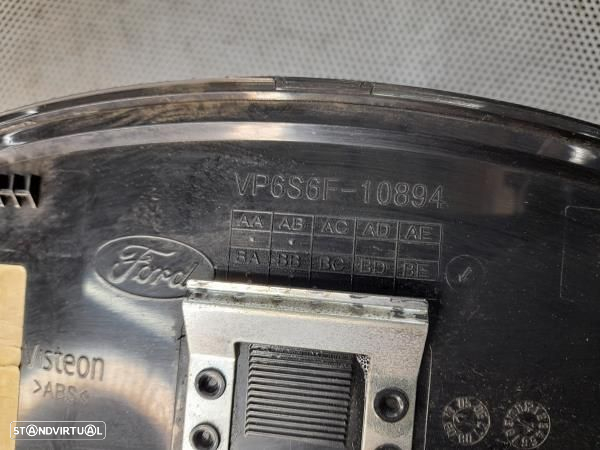 VP6S6F-10894
AA AB AC AD AE
BA BB BC BD BE
Ford
Visteon
>ABS<
STANDVIRTUAL